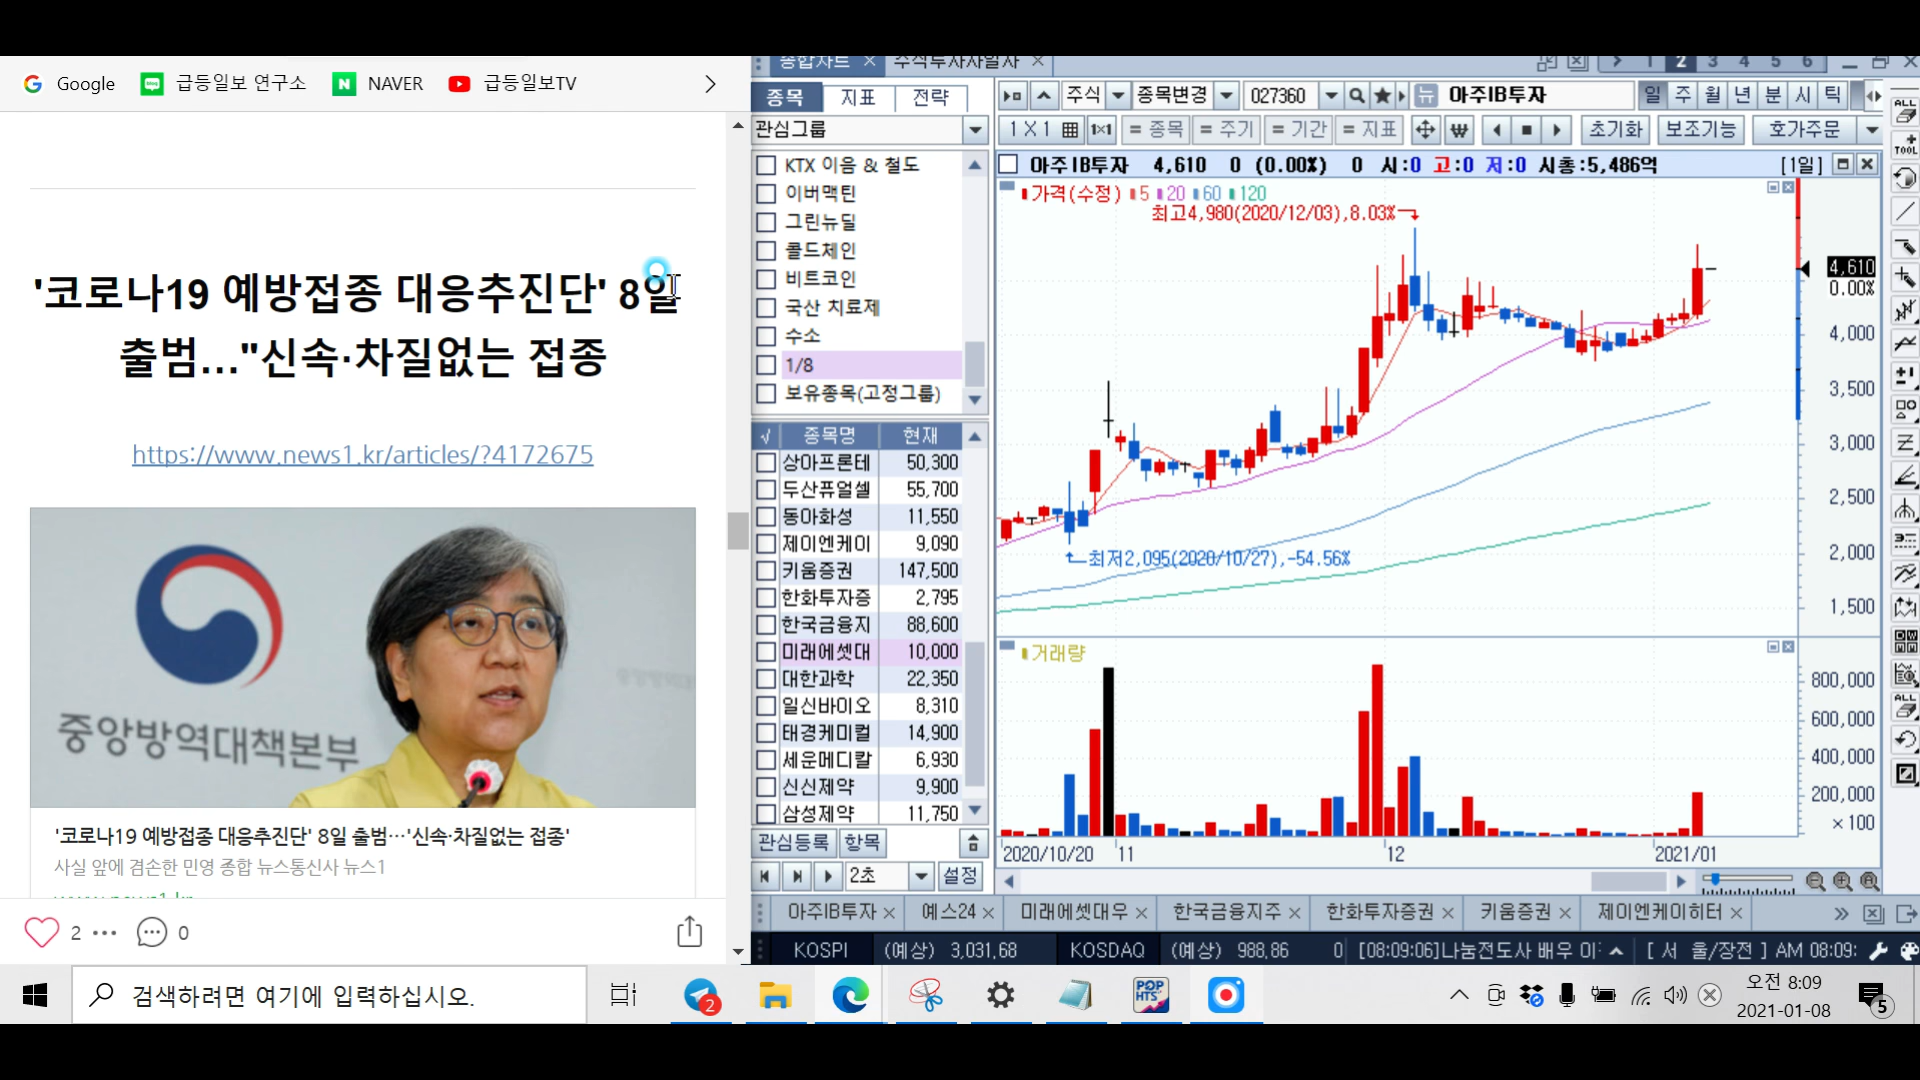 Google 급등일보 연구소 NAVER 급등일보TV
'코로나19 예방접종 대응추진단' 8일
출범..."신속·차질없는 접종
https://www.news1.kr/articles/?4172675
중앙방역대책본부
'코로나19 예방접종 대응추진단' 8일 출범…'신속·차질없는 접종'
사실 앞에 겸손한 민영 종합 뉴스통신사 뉴스1
2 0
종합차트
1 2 3 4 5 6
종목 지표 전략
관심그룹
KTX 이음 & 철도
이버맥틴
그린뉴딜
콜드체인
비트코인
국산 치료제
수소
1/8
보유종목(고정그룹)
√ 종목명 현재
상아프론테 50,300
두산퓨얼셀 55,700
동아화성 11,550
제이엔케이 9,090
키움증권 147,500
한화투자증 2,795
한국금융지 88,600
미래에셋대 10,000
대한과학 22,350
일신바이오 8,310
태경케미컬 14,900
세운메디칼 6,930
신신제약 9,900
삼성제약 11,750
관심등록 항목
2초 설정
주식 종목변경 027360 뉴 아주IB투자 일 주 월 년 분 시 틱
1 X 1 1×1 = 종목 = 주기 = 기간 = 지표 ₩ 초기화 보조기능 호가주문
아주IB투자 4,610 0 (0.00%) 0 시:0 고:0 저:0 시총:5,486억 [1일]
가격(수정) 5 20 60 120
최고4,980(2020/12/03),8.03%
최저2,095(2020/10/27),-54.56%
4,610
0.00%
4,000
3,500
3,000
2,500
2,000
1,500
거래량
800,000
600,000
400,000
200,000
×100
2020/10/20 11 12 2021/01
ALL
TOOL
ALL
아주IB투자 예스24 미래에셋대우 한국금융지주 한화투자증권 키움증권 제이엔케이히터
KOSPI (예상) 3,031.68 KOSDAQ (예상) 988.86 0 [08:09:06]나눔전도사 배우 이 [ 서 울/장전 ] AM 08:09:
검색하려면 여기에 입력하십시오.
2
POP
HTS
오전 8:09
2021-01-08
5